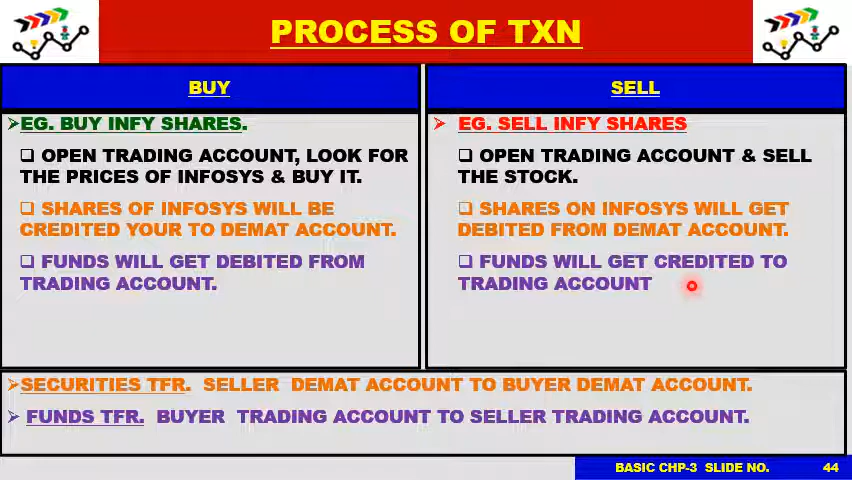 PROCESS OF TXN
BUY
➢EG. BUY INFY SHARES.
❑ OPEN TRADING ACCOUNT, LOOK FOR
THE PRICES OF INFOSYS & BUY IT.
❑ SHARES OF INFOSYS WILL BE
CREDITED YOUR TO DEMAT ACCOUNT.
❑ FUNDS WILL GET DEBITED FROM
TRADING ACCOUNT.
SELL
➢ EG. SELL INFY SHARES
❑ OPEN TRADING ACCOUNT & SELL
THE STOCK.
❑ SHARES ON INFOSYS WILL GET
DEBITED FROM DEMAT ACCOUNT.
❑ FUNDS WILL GET CREDITED TO
TRADING ACCOUNT
➢SECURITIES TFR. SELLER DEMAT ACCOUNT TO BUYER DEMAT ACCOUNT.
➢ FUNDS TFR. BUYER TRADING ACCOUNT TO SELLER TRADING ACCOUNT.
BASIC CHP-3 SLIDE NO. 44